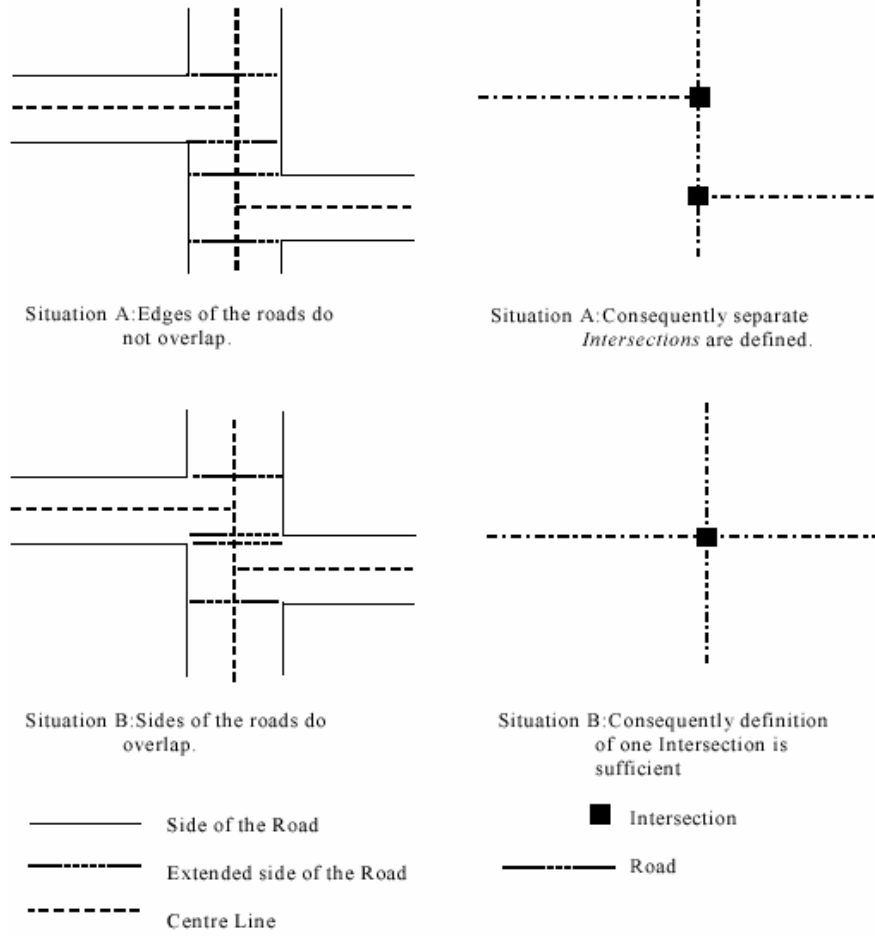 Situation A:Edges of the roads do
not overlap.
Situation A:Consequently separate
Intersections are defined.
Situation B:Sides of the roads do
overlap.
Situation B:Consequently definition
of one Intersection is
sufficient
Side of the Road
Extended side of the Road
Centre Line
Intersection
Road